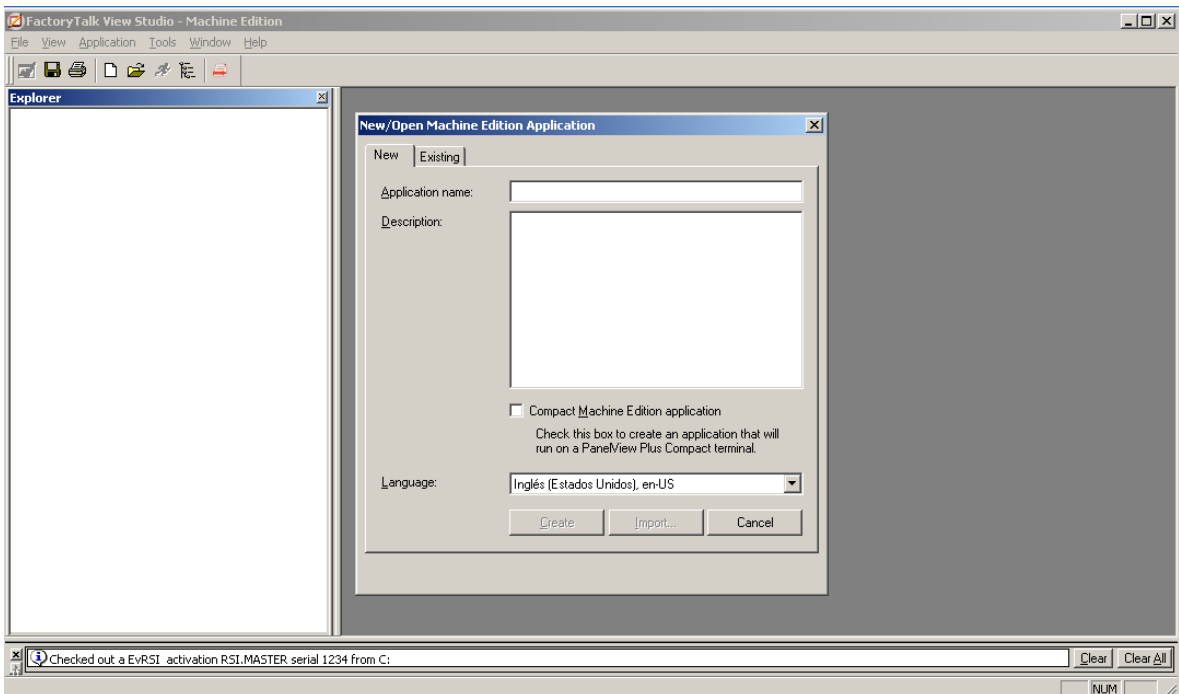 FactoryTalk View Studio - Machine Edition
File View Application Tools Window Help
Explorer
New/Open Machine Edition Application
New Existing
Application name:
Description:
Compact Machine Edition application
Check this box to create an application that will
run on a PanelView Plus Compact terminal.
Language:
Inglés (Estados Unidos), en-US
Create Import... Cancel
Checked out a EvRSI activation RSI.MASTER serial 1234 from C:
Clear Clear All
NUM